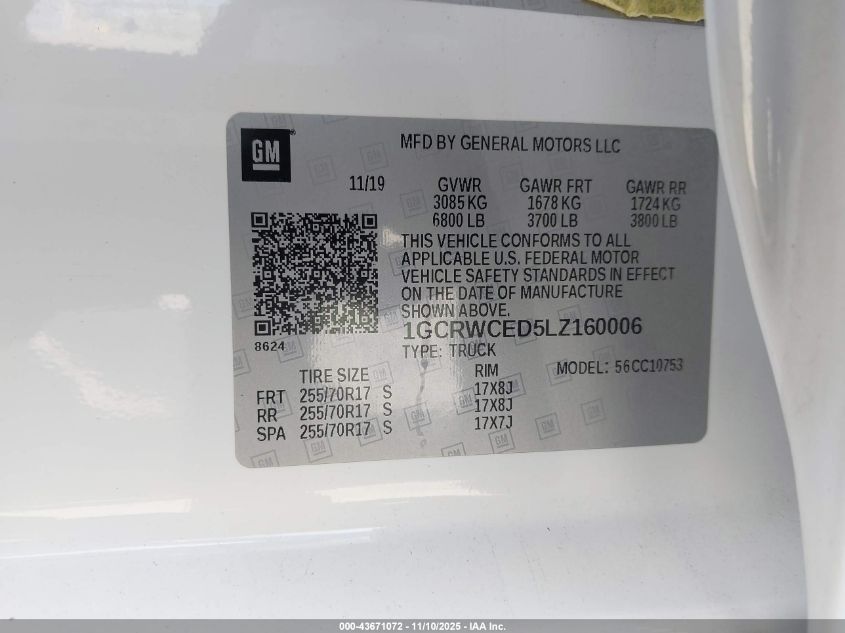 GM
MFD BY GENERAL MOTORS LLC
11/19
GVWR GAWR FRT GAWR RR
3085 KG 1678 KG 1724 KG
6800 LB 3700 LB 3800 LB
THIS VEHICLE CONFORMS TO ALL
APPLICABLE U.S. FEDERAL MOTOR
VEHICLE SAFETY STANDARDS IN EFFECT
ON THE DATE OF MANUFACTURE
SHOWN ABOVE.
1GCRWCED5LZ160006
8624
TYPE: TRUCK
TIRE SIZE RIM MODEL: 56CC10753
FRT 255/70R17 S 17X8J
RR 255/70R17 S 17X8J
SPA 255/70R17 S 17X7J
000-43671072 - 11/10/2025 - IAA Inc.